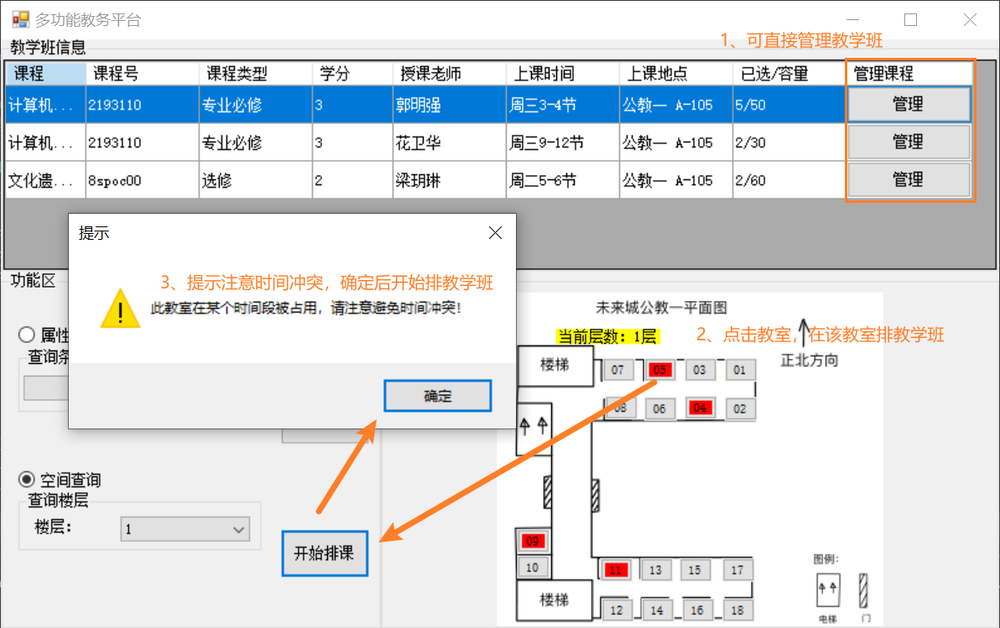 多功能教务平台
1、可直接管理教学班
教学班信息
课程 课程号 课程类型 学分 授课老师 上课时间 上课地点 已选/容量 管理课程
计算机... 2193110 专业必修 3 郭明强 周三3-4节 公教一 A-105 5/50 管理
计算机... 2193110 专业必修 3 花卫华 周三9-12节 公教一 A-105 2/30 管理
文化遗... 8spoc00 选修 2 梁玥琳 周二5-6节 公教一 A-105 2/60 管理
提示
3、提示注意时间冲突，确定后开始排教学班
此教室在某个时间段被占用，请注意避免时间冲突!
确定
功能区
属性
查询条
空间查询
查询楼层
楼层: 1
开始排课
未来城公教一平面图
当前层数: 1层
2、点击教室，在该教室排教学班
正北方向
楼梯 07 05 03 01
08 06 04 02
09
10
11 13 15 17
楼梯 12 14 16 18
图例:
电梯 门